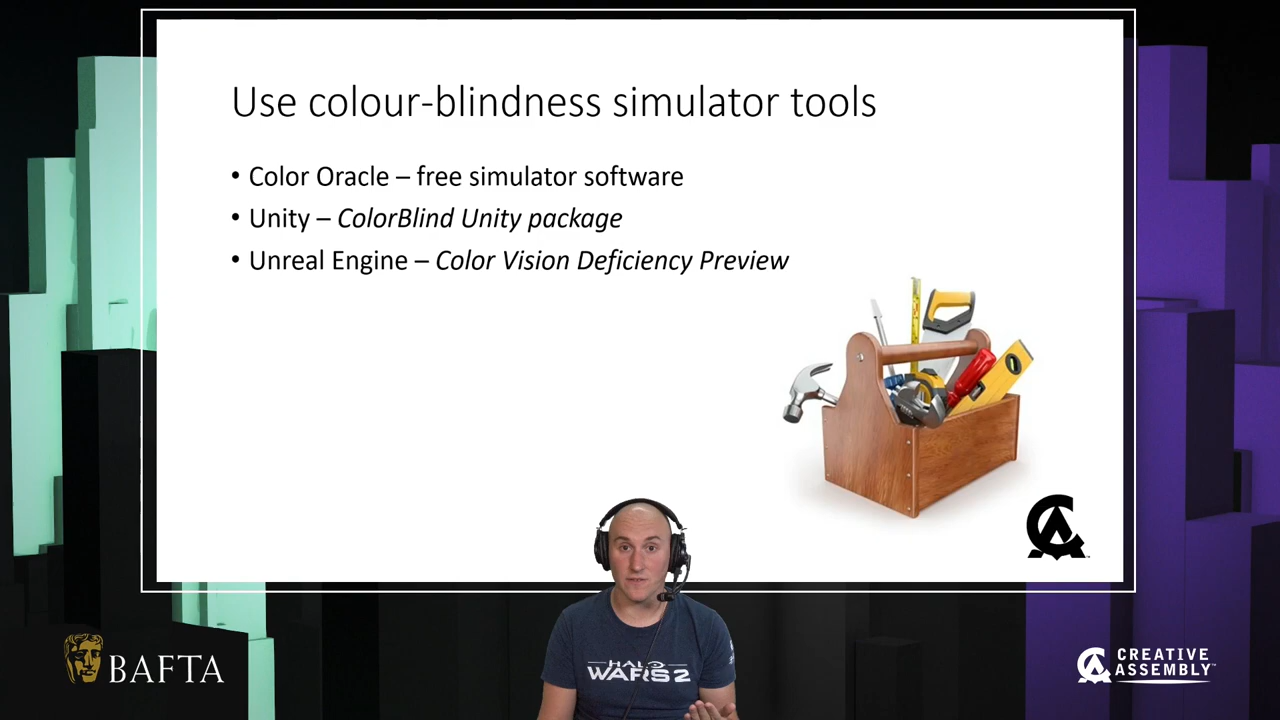 Use colour-blindness simulator tools
• Color Oracle – free simulator software
• Unity – ColorBlind Unity package
• Unreal Engine – Color Vision Deficiency Preview
HALO
WARS 2
BAFTA
CREATIVE
ASSEMBLY™